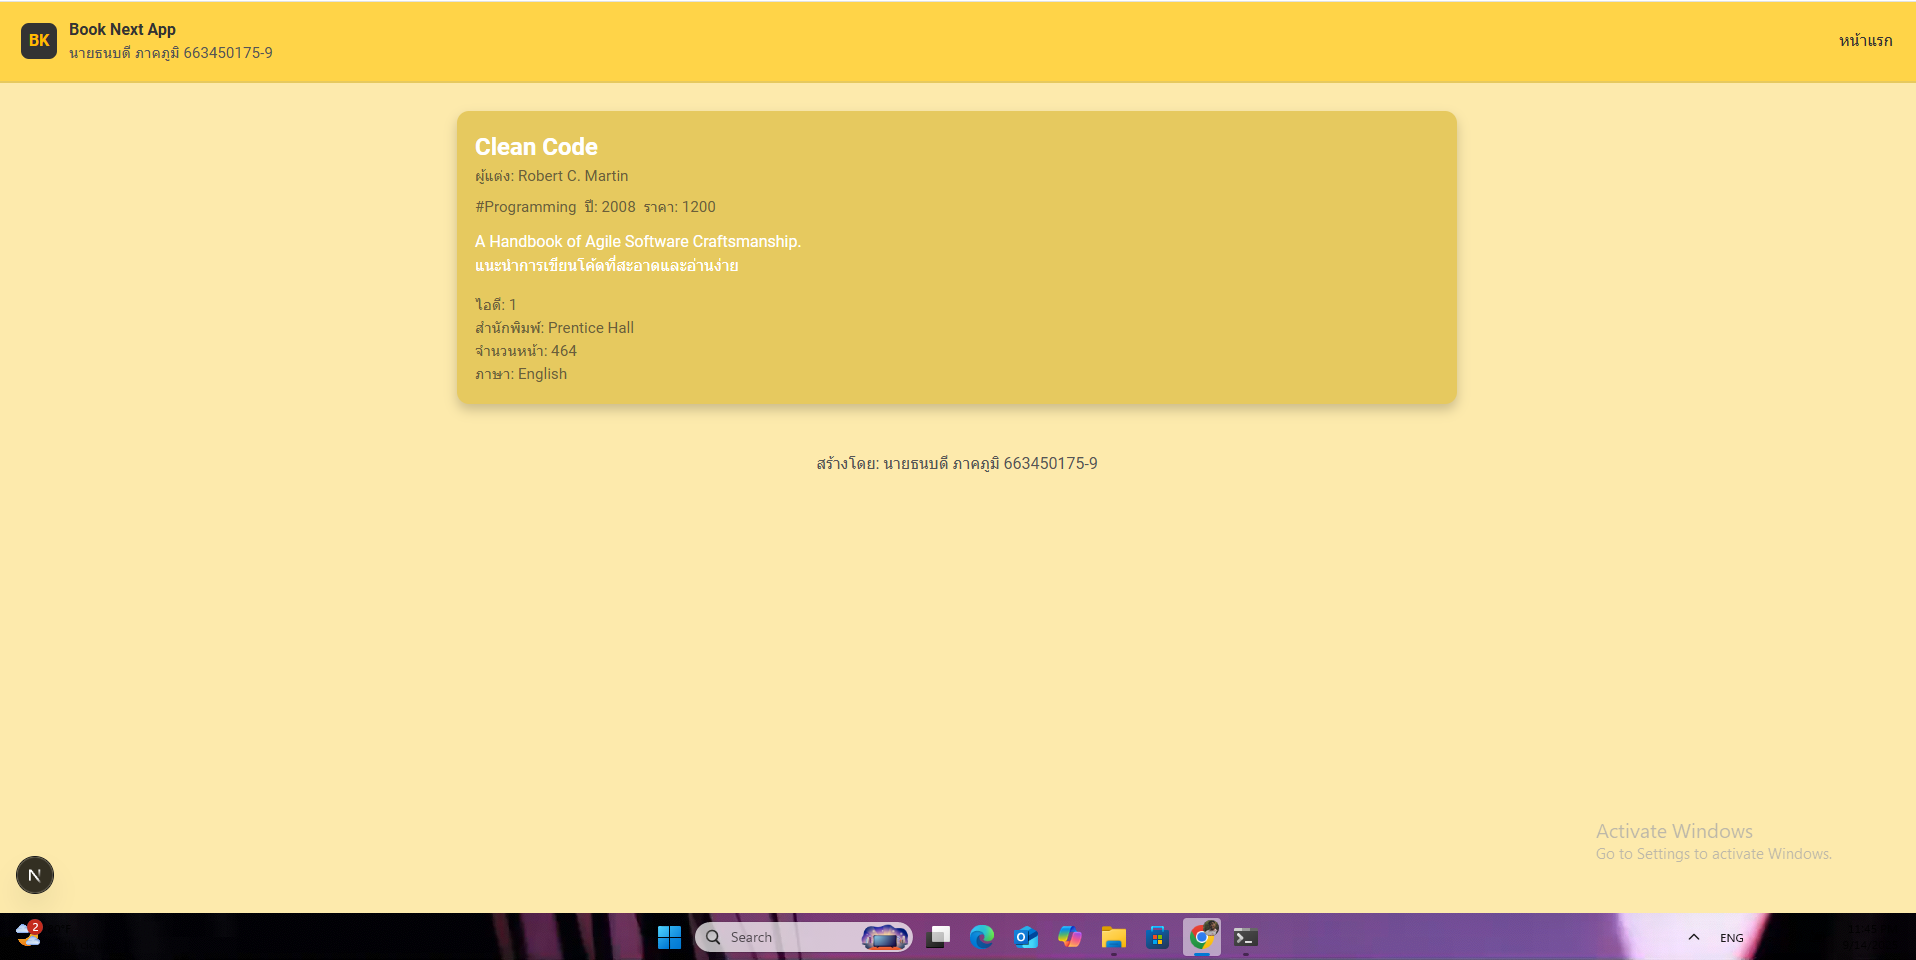 BK
Book Next App
นายธนบดี ภาคภูมิ 663450175-9
หน้าแรก
Clean Code
ผู้แต่ง: Robert C. Martin
#Programming ปี: 2008 ราคา: 1200
A Handbook of Agile Software Craftsmanship.
แนะนำการเขียนโค้ดที่สะอาดและอ่านง่าย
ไอดี: 1
สำนักพิมพ์: Prentice Hall
จำนวนหน้า: 464
ภาษา: English
สร้างโดย: นายธนบดี ภาคภูมิ 663450175-9
Activate Windows
Go to Settings to activate Windows.
N
2
Search
ENG